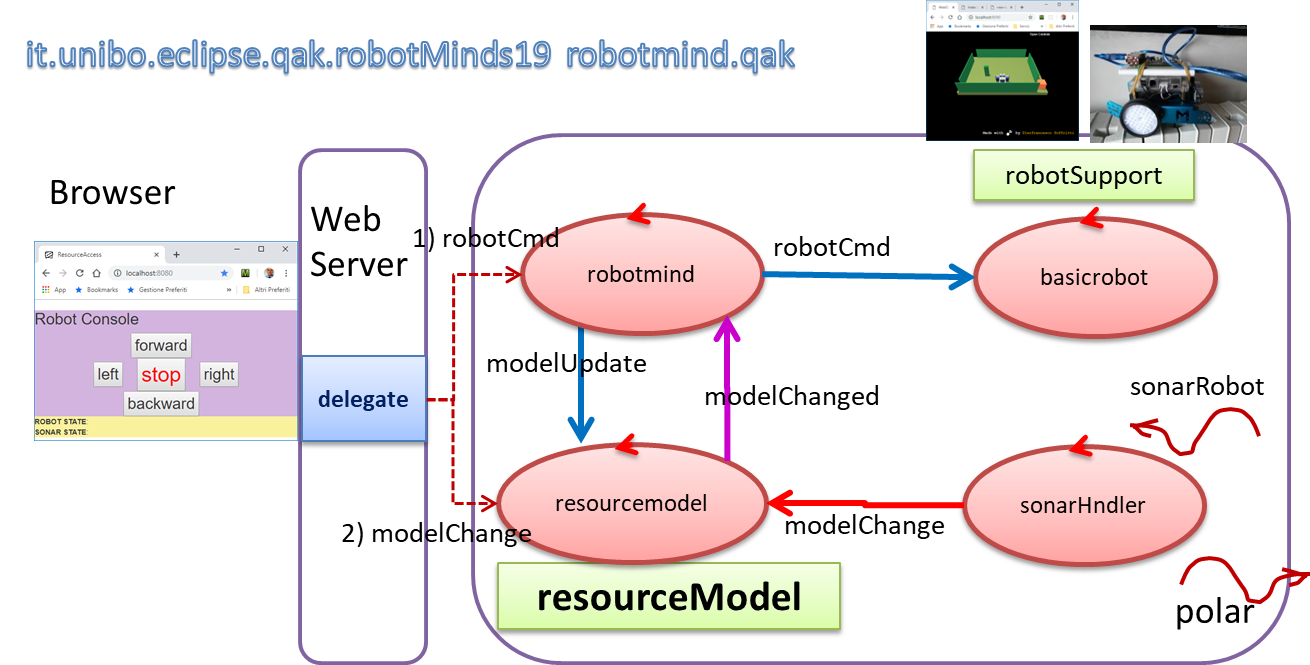 it.unibo.eclipse.qak.robotMinds19 robotmind.qak
localhost:8080
robotSupport
Browser
Web
Server
1) robotCmd
robotCmd
robotmind
basicrobot
ResourceAccess
localhost:8080
App Bookmarks Gestione Preferiti » Altri Preferiti
Robot Console
forward
left stop right
backward
ROBOT STATE:
SONAR STATE:
delegate
modelUpdate
modelChanged
sonarRobot
resourcemodel
sonarHndler
modelChange
2) modelChange
resourceModel
polar